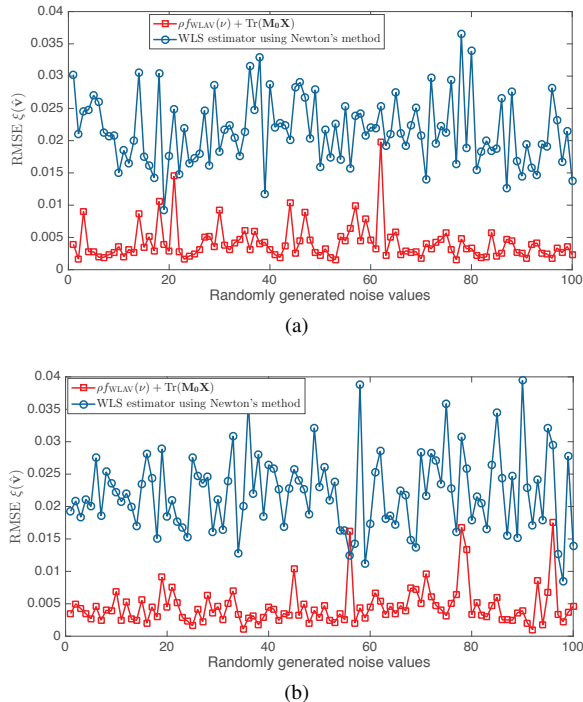 0.04
0.035
0.03
0.025
0.02
0.015
0.01
0.005
0
RMSE ξ(v̂)
ρf_WLAV(ν) + Tr(M₀X)
WLS estimator using Newton's method
0 20 40 60 80 100
Randomly generated noise values
(a)
0.04
0.035
0.03
0.025
0.02
0.015
0.01
0.005
0
RMSE ξ(v̂)
ρf_WLAV(ν) + Tr(M₀X)
WLS estimator using Newton's method
0 20 40 60 80 100
Randomly generated noise values
(b)